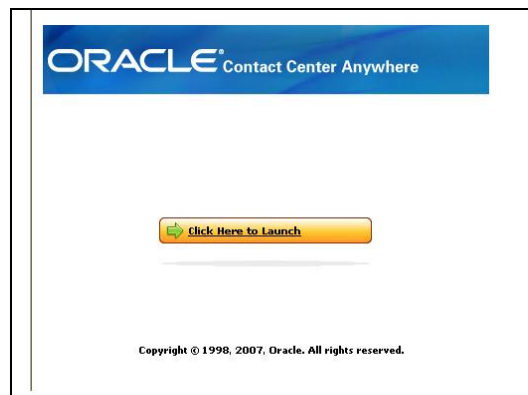 ORACLE® Contact Center Anywhere
Click Here to Launch
Copyright © 1998, 2007, Oracle. All rights reserved.